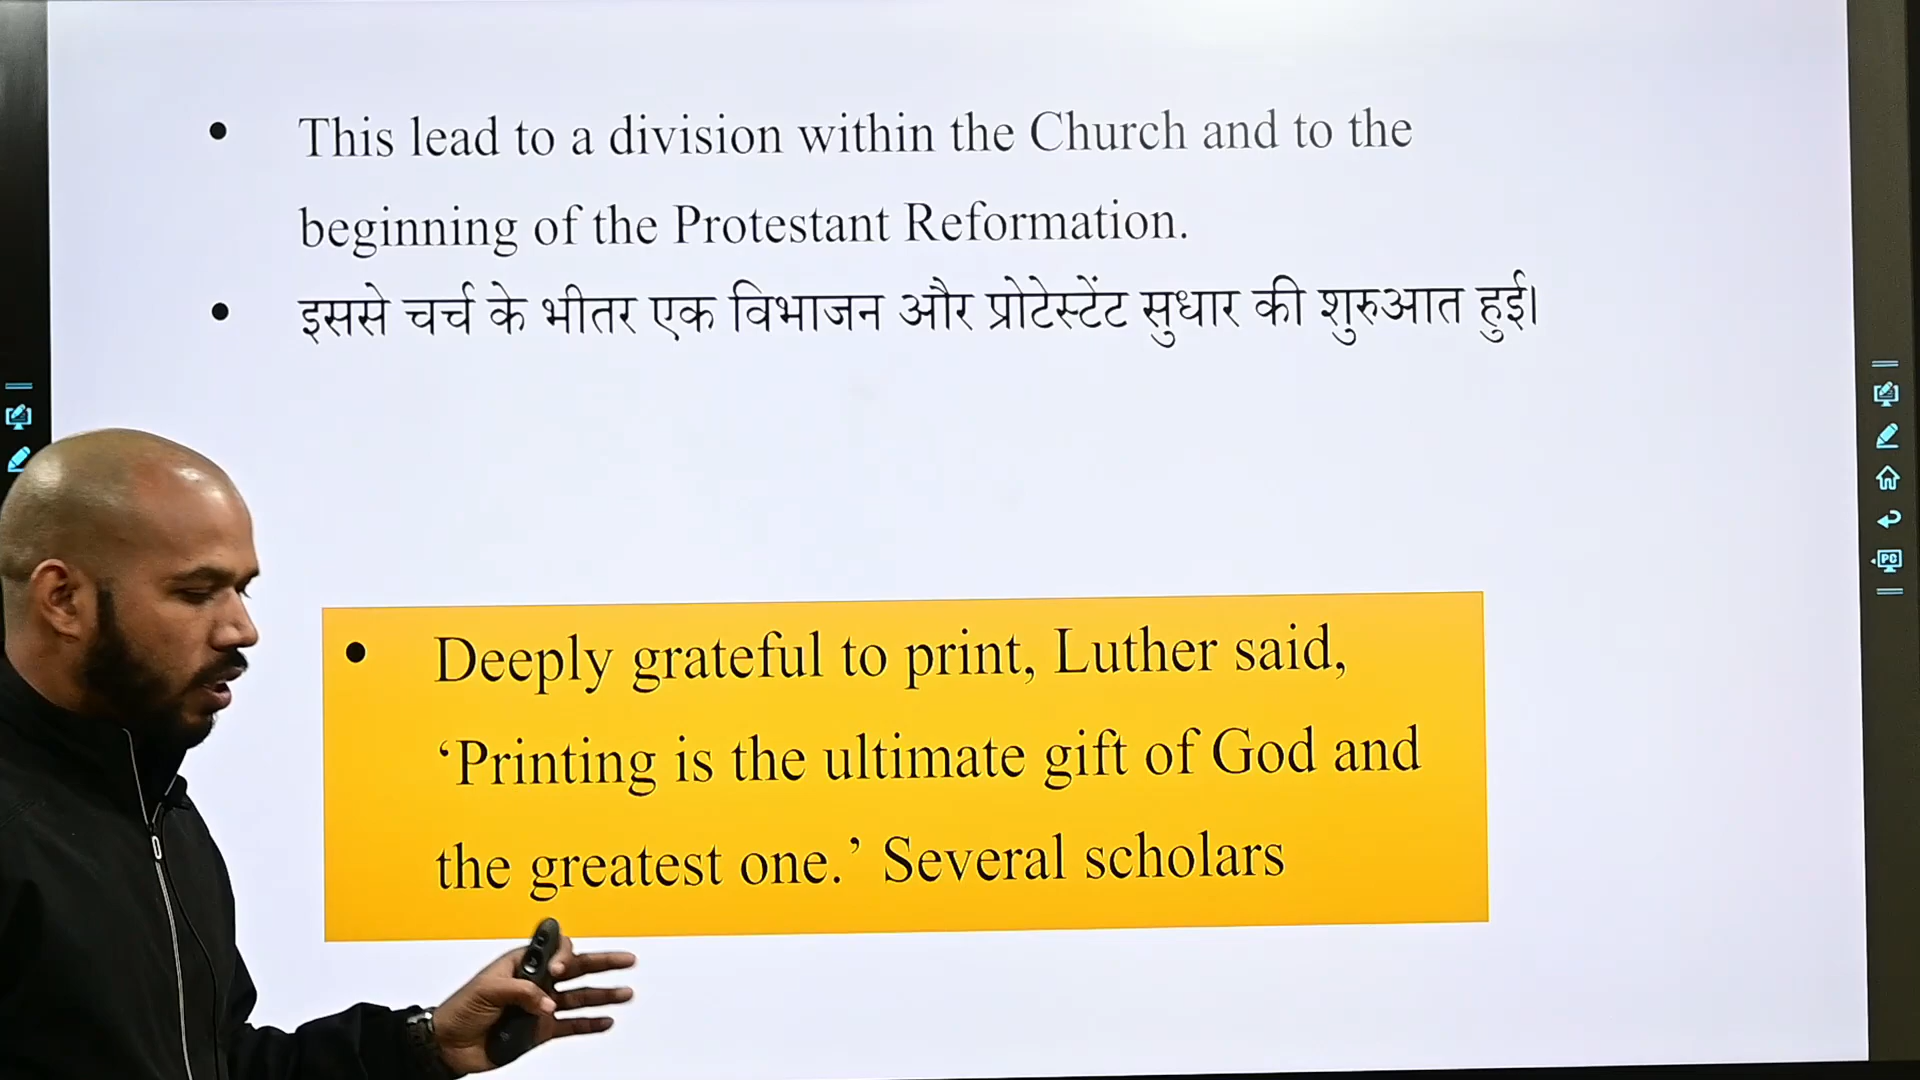 • This lead to a division within the Church and to the
beginning of the Protestant Reformation.
• इससे चर्च के भीतर एक विभाजन और प्रोटेस्टेंट सुधार की शुरुआत हुई।
• Deeply grateful to print, Luther said,
‘Printing is the ultimate gift of God and
the greatest one.’ Several scholars
PC